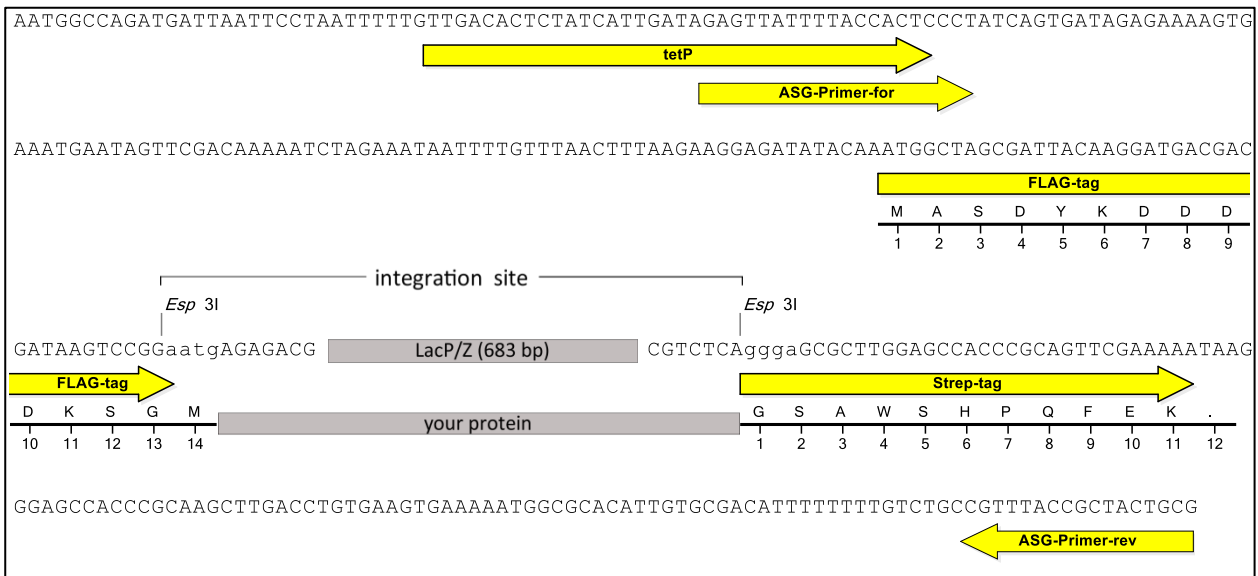 AATGGCCAGATGATTAATTCCTAATTTTTGTTGACACTCTATCATTGATAGAGTTATTTTACCACTCCCTATCAGTGATAGAGAAAAGTG
tetP
ASG-Primer-for
AAATGAATAGTTCGACAAAAATCTAGAAATAATTTTGTTTAACTTTAAGAAGGAGATATACAAATGGCTAGCGATTACAAGGATGACGAC
FLAG-tag
M A S D Y K D D D
1 2 3 4 5 6 7 8 9
integration site
Esp 3I Esp 3I
GATAAGTCCGGaatgAGAGACG LacP/Z (683 bp) CGTCTCAgggaGCGCTTGGAGCCACCCGCAGTTCGAAAAATAAG
FLAG-tag Strep-tag
D K S G M your protein G S A W S H P Q F E K .
10 11 12 13 14 1 2 3 4 5 6 7 8 9 10 11 12
GGAGCCACCCGCAAGCTTGACCTGTGAAGTGAAAAATGGCGCACATTGTGCGACATTTTTTTTGTCTGCCGTTTACCGCTACTGCG
ASG-Primer-rev